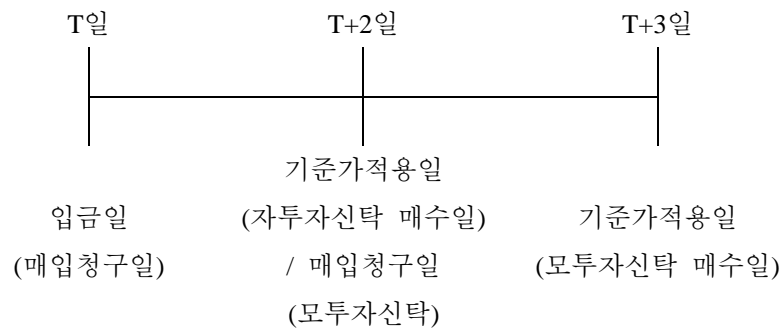 T일 T+2일 T+3일
기준가적용일
입금일 (자투자신탁 매수일) 기준가적용일
(매입청구일) / 매입청구일 (모투자신탁 매수일)
(모투자신탁)